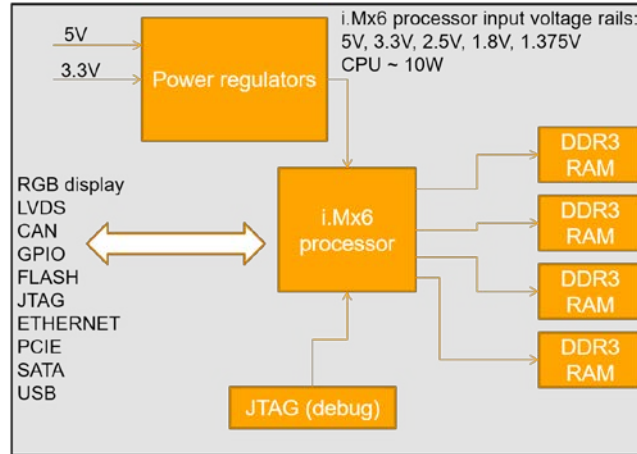 i.Mx6 processor input voltage rails:
5V, 3.3V, 2.5V, 1.8V, 1.375V
CPU ~ 10W
5V
3.3V
Power regulators
RGB display
LVDS
CAN
GPIO
FLASH
JTAG
ETHERNET
PCIE
SATA
USB
i.Mx6
processor
DDR3
RAM
DDR3
RAM
DDR3
RAM
DDR3
RAM
JTAG (debug)